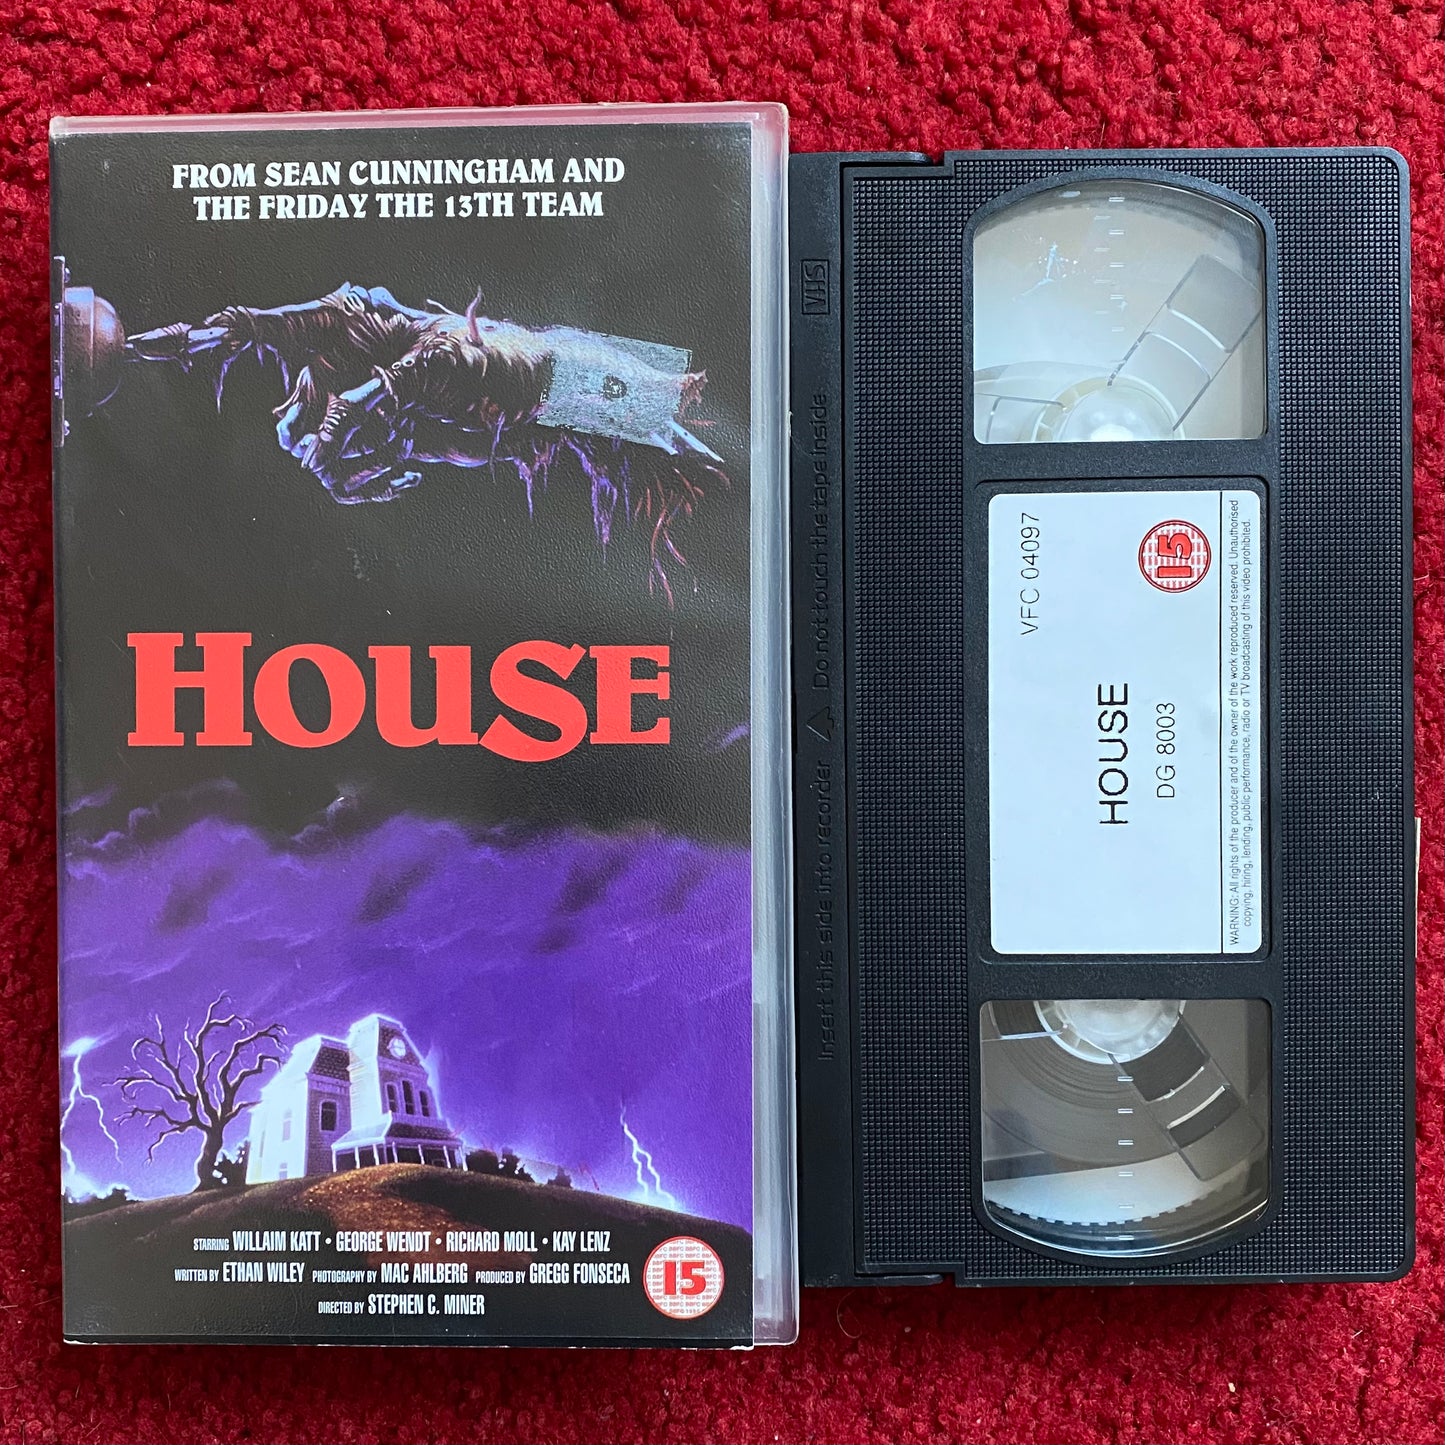 FROM SEAN CUNNINGHAM AND
THE FRIDAY THE 13TH TEAM
HOUSE
STARRING WILLAIM KATT • GEORGE WENDT • RICHARD MOLL • KAY LENZ
WRITTEN BY ETHAN WILEY PHOTOGRAPHY BY MAC AHLBERG PRODUCED BY GREGG FONSECA
DIRECTED BY STEPHEN C. MINER
15
VHS
Insert this side into recorder Do not touch the tape inside
VFC 04097
15
HOUSE
DG 8003
WARNING: All rights of the producer and of the owner of the work reproduced reserved. Unauthorised
copying, hiring, lending, public performance, radio or TV broadcasting of this video prohibited.